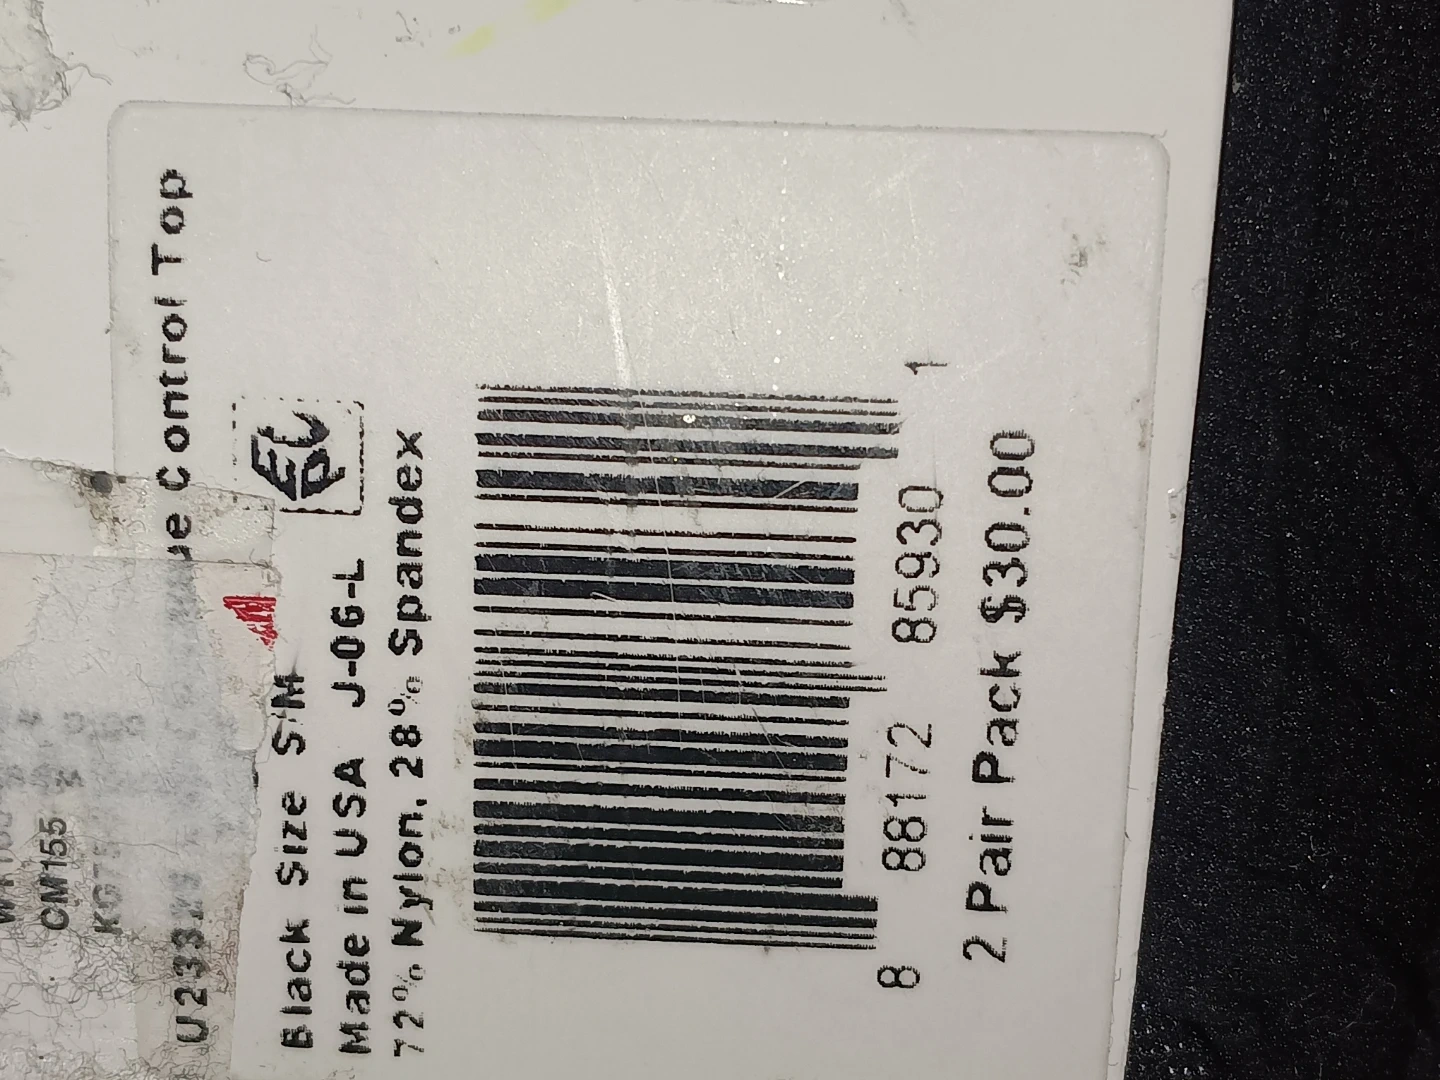 CM155
Control Top
Black Size S/M
Made in USA J-06-L
72% Nylon, 28% Spandex
8 88172 85930 1
2 Pair Pack $30.00